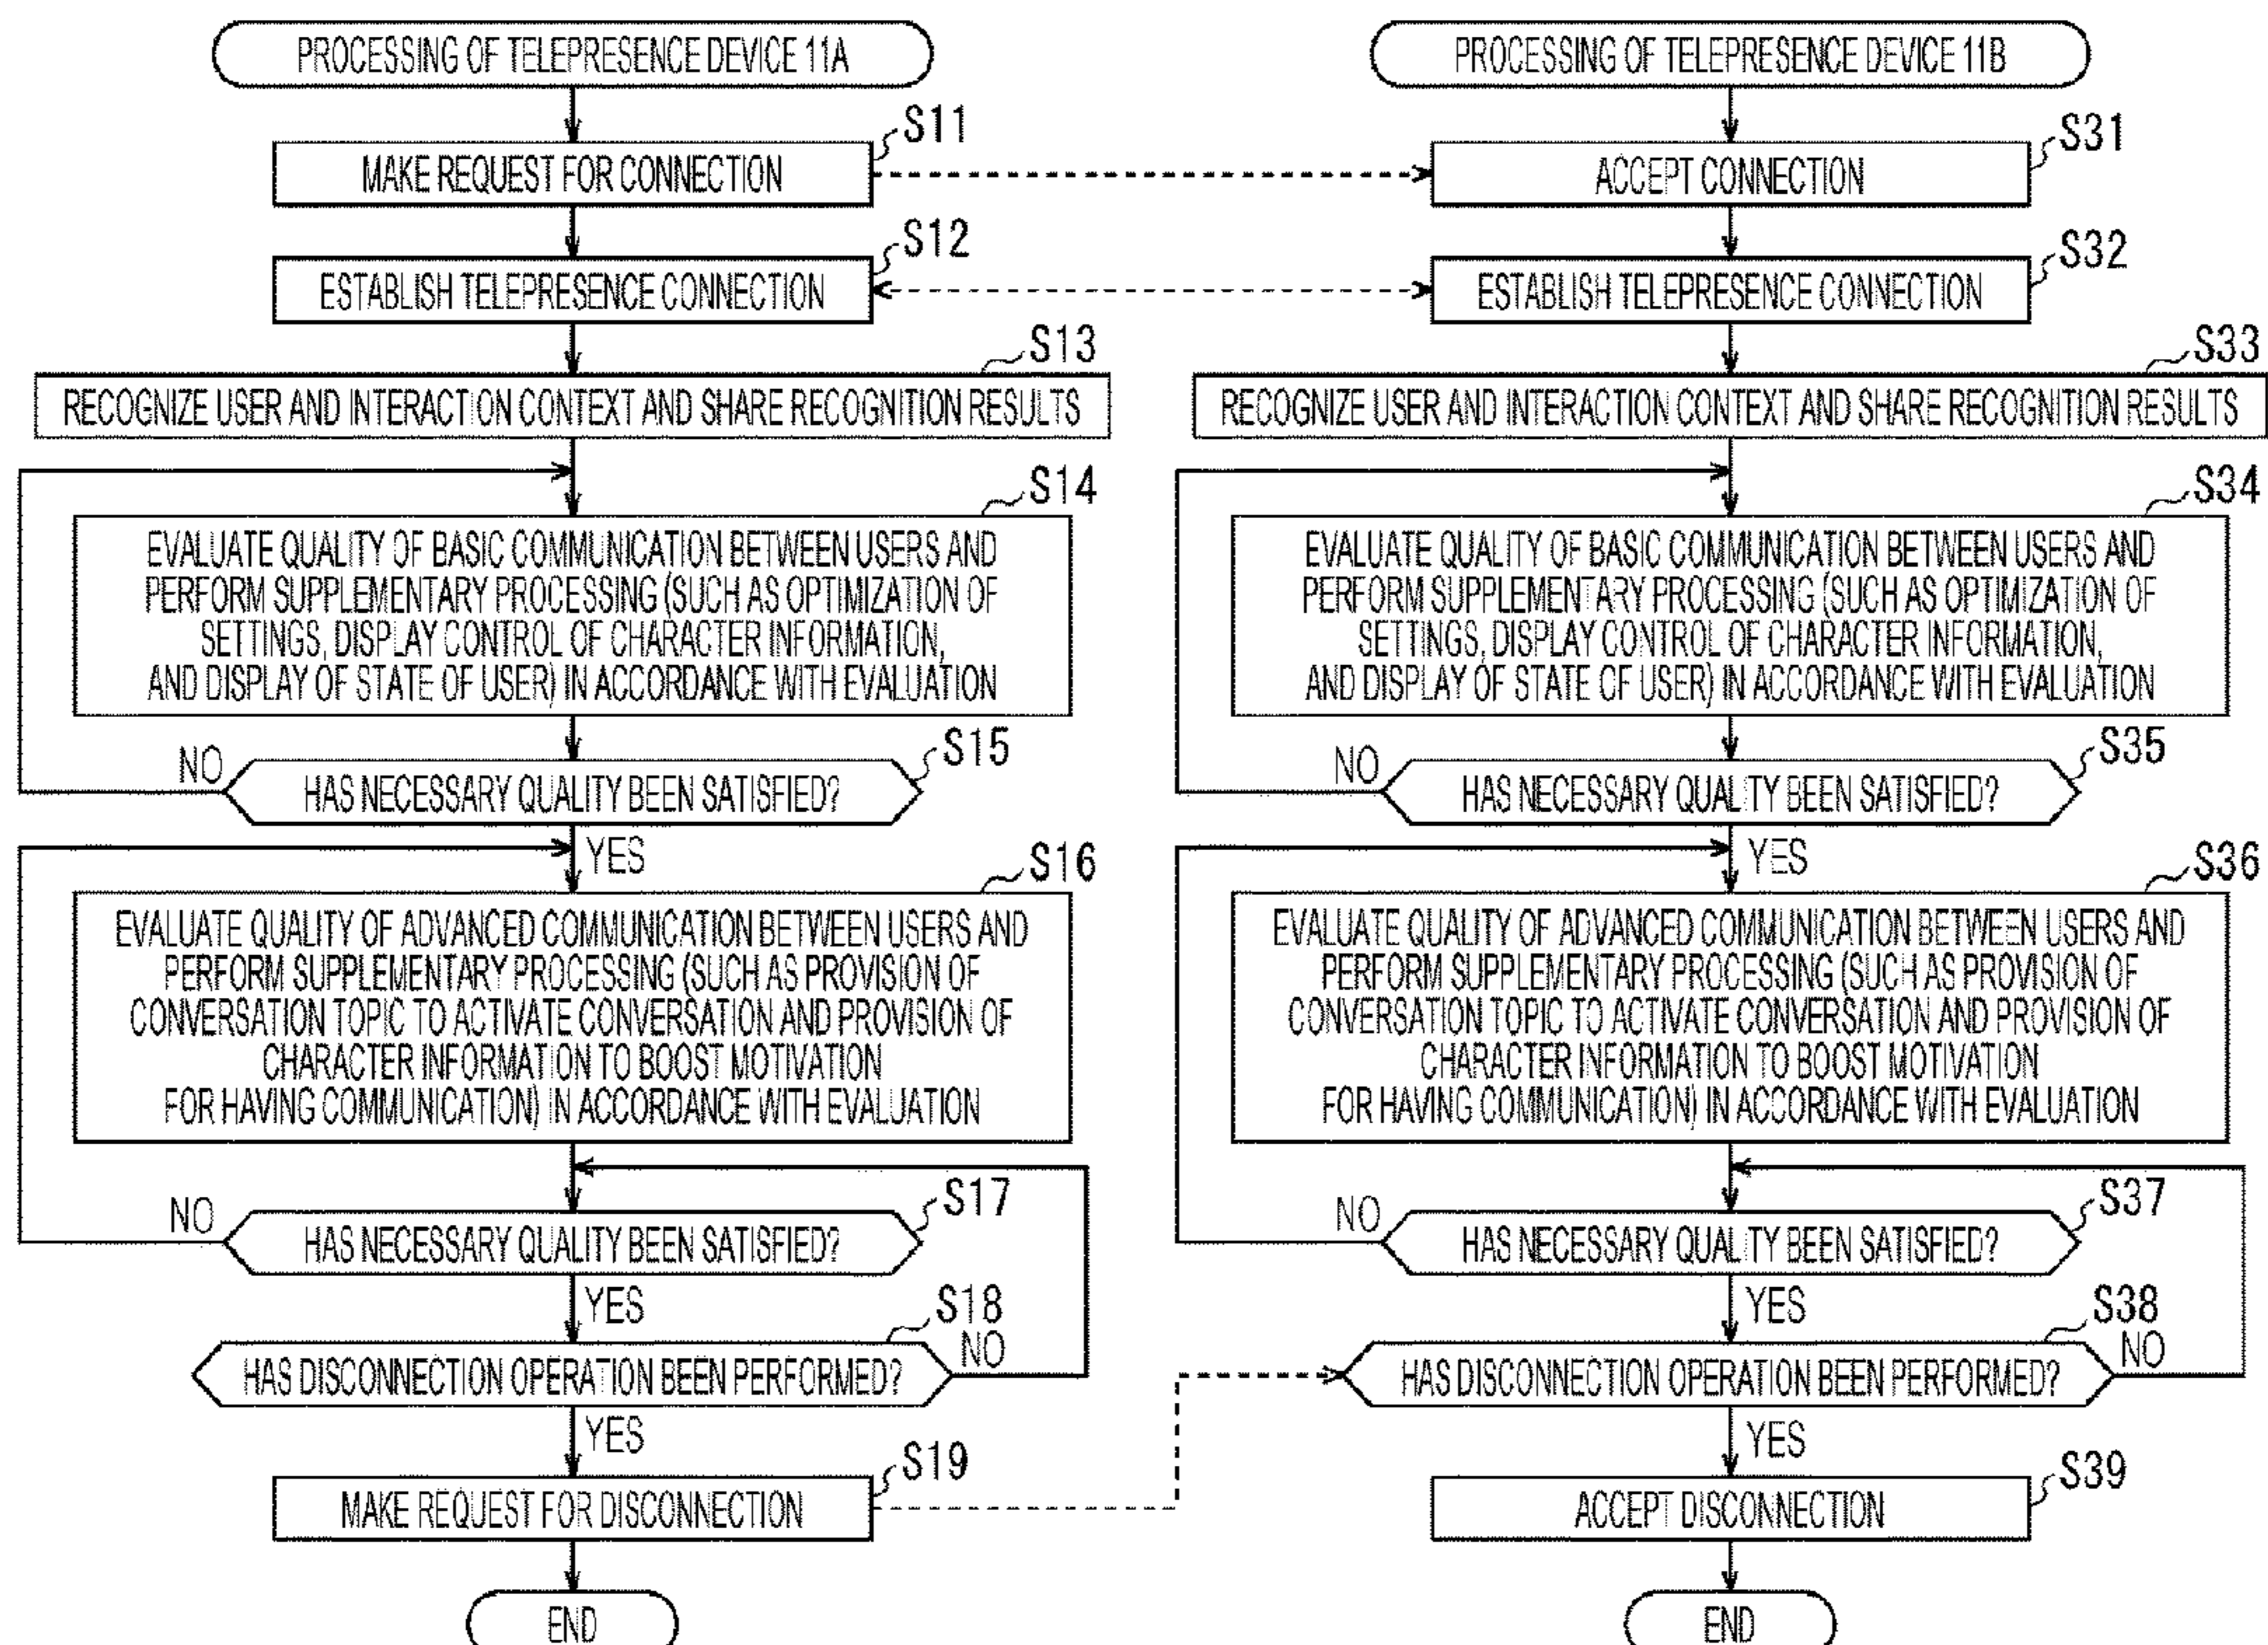 PROCESSING OF TELEPRESENCE DEVICE 11A
S11
MAKE REQUEST FOR CONNECTION
S12
ESTABLISH TELEPRESENCE CONNECTION
S13
RECOGNIZE USER AND INTERACTION CONTEXT AND SHARE RECOGNITION RESULTS
S14
EVALUATE QUALITY OF BASIC COMMUNICATION BETWEEN USERS AND
PERFORM SUPPLEMENTARY PROCESSING (SUCH AS OPTIMIZATION OF
SETTINGS, DISPLAY CONTROL OF CHARACTER INFORMATION,
AND DISPLAY OF STATE OF USER) IN ACCORDANCE WITH EVALUATION
S15
NO
HAS NECESSARY QUALITY BEEN SATISFIED?
YES
S16
EVALUATE QUALITY OF ADVANCED COMMUNICATION BETWEEN USERS AND
PERFORM SUPPLEMENTARY PROCESSING (SUCH AS PROVISION OF
CONVERSATION TOPIC TO ACTIVATE CONVERSATION AND PROVISION OF
CHARACTER INFORMATION TO BOOST MOTIVATION
FOR HAVING COMMUNICATION) IN ACCORDANCE WITH EVALUATION
S17
NO
HAS NECESSARY QUALITY BEEN SATISFIED?
YES
S18
NO
HAS DISCONNECTION OPERATION BEEN PERFORMED?
YES
S19
MAKE REQUEST FOR DISCONNECTION
END
PROCESSING OF TELEPRESENCE DEVICE 11B
S31
ACCEPT CONNECTION
S32
ESTABLISH TELEPRESENCE CONNECTION
S33
RECOGNIZE USER AND INTERACTION CONTEXT AND SHARE RECOGNITION RESULTS
S34
EVALUATE QUALITY OF BASIC COMMUNICATION BETWEEN USERS AND
PERFORM SUPPLEMENTARY PROCESSING (SUCH AS OPTIMIZATION OF
SETTINGS, DISPLAY CONTROL OF CHARACTER INFORMATION,
AND DISPLAY OF STATE OF USER) IN ACCORDANCE WITH EVALUATION
S35
NO
HAS NECESSARY QUALITY BEEN SATISFIED?
YES
S36
EVALUATE QUALITY OF ADVANCED COMMUNICATION BETWEEN USERS AND
PERFORM SUPPLEMENTARY PROCESSING (SUCH AS PROVISION OF
CONVERSATION TOPIC TO ACTIVATE CONVERSATION AND PROVISION OF
CHARACTER INFORMATION TO BOOST MOTIVATION
FOR HAVING COMMUNICATION) IN ACCORDANCE WITH EVALUATION
S37
NO
HAS NECESSARY QUALITY BEEN SATISFIED?
YES
S38
NO
HAS DISCONNECTION OPERATION BEEN PERFORMED?
YES
S39
ACCEPT DISCONNECTION
END